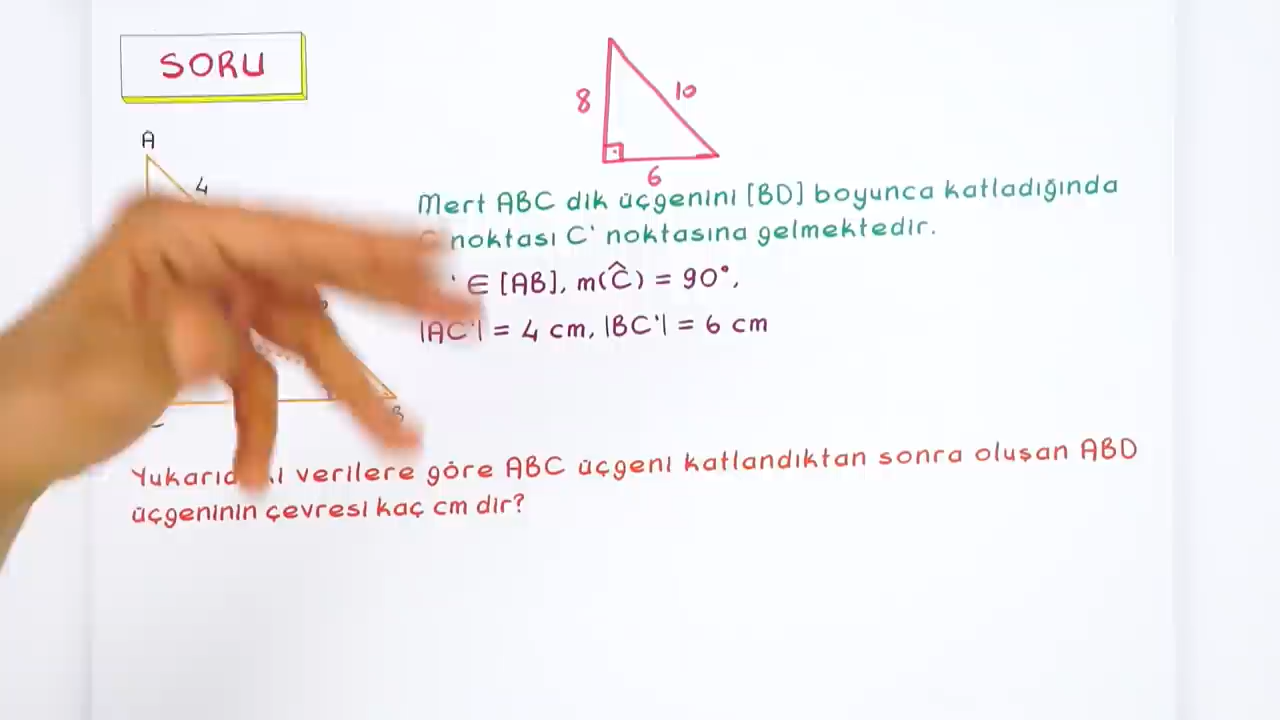 SORU
8
10
6
A
4
Mert ABC dik üçgenini [BD] boyunca katladığında
noktası C' noktasına gelmektedir.
' ∈ [AB], m(Ĉ) = 90°,
|AC'| = 4 cm, |BC'| = 6 cm
B
verilere göre ABC üçgeni katlandıktan sonra oluşan ABD
üçgeninin çevresi kaç cm dir?